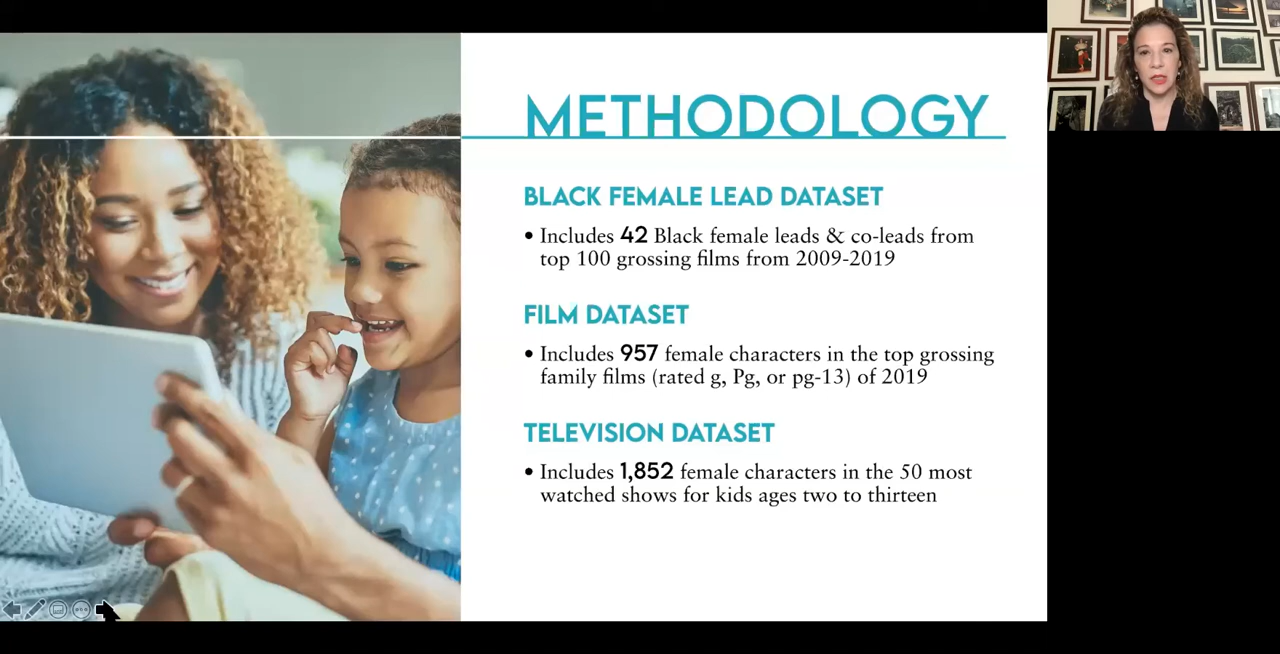 METHODOLOGY
BLACK FEMALE LEAD DATASET
• Includes 42 Black female leads & co-leads from
top 100 grossing films from 2009-2019
FILM DATASET
• Includes 957 female characters in the top grossing
family films (rated g, Pg, or pg-13) of 2019
TELEVISION DATASET
• Includes 1,852 female characters in the 50 most
watched shows for kids ages two to thirteen